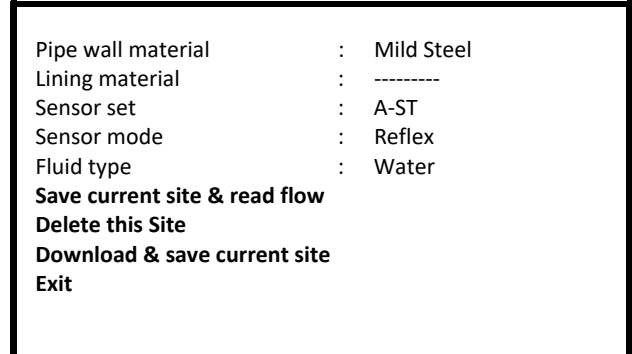 Pipe wall material : Mild Steel
Lining material : ---------
Sensor set : A-ST
Sensor mode : Reflex
Fluid type : Water
Save current site & read flow
Delete this Site
Download & save current site
Exit